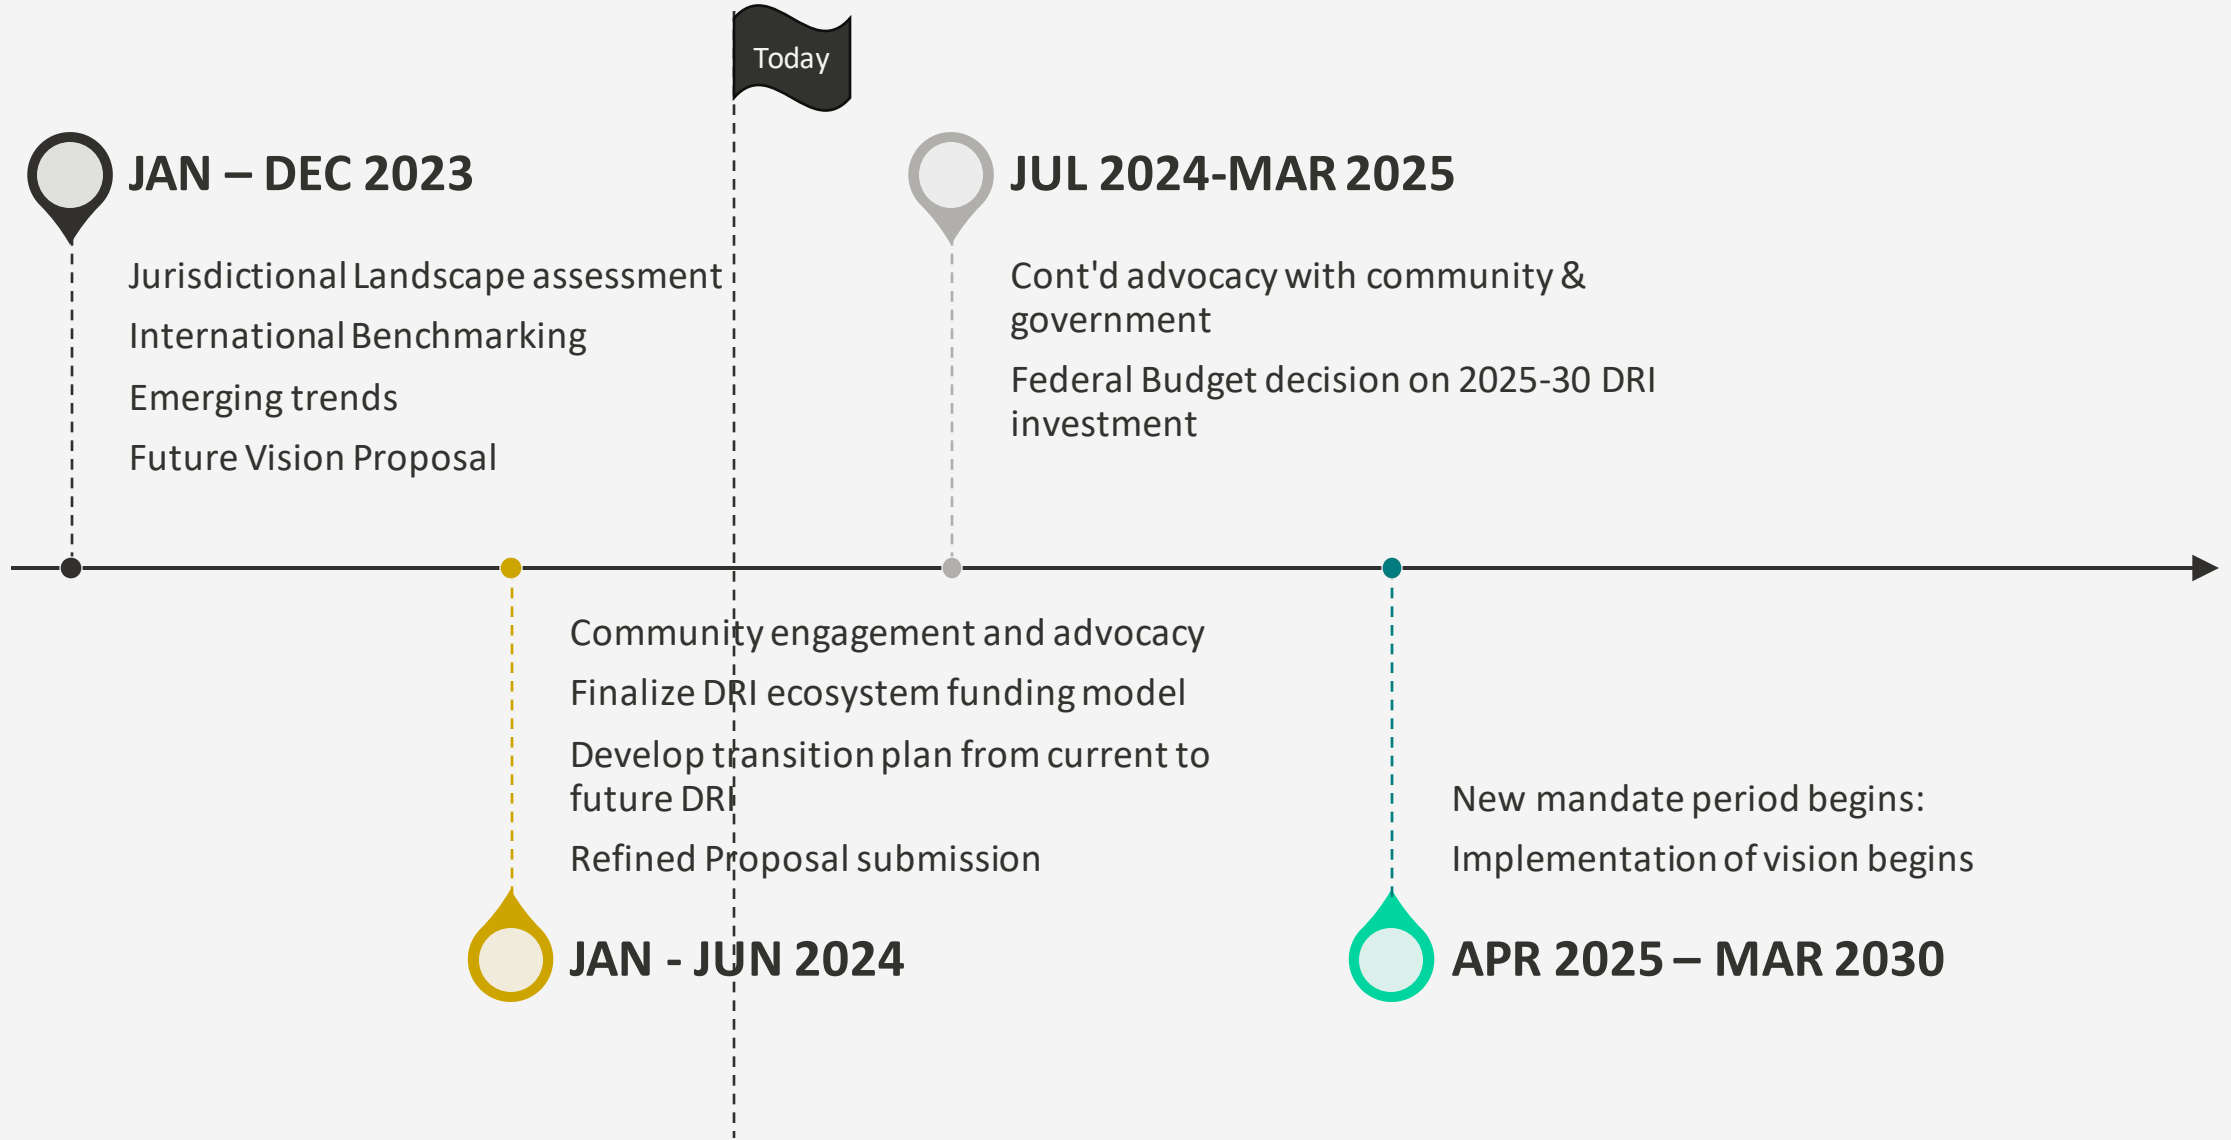 Today
JAN – DEC 2023
Jurisdictional Landscape assessment
International Benchmarking
Emerging trends
Future Vision Proposal
JUL 2024-MAR 2025
Cont'd advocacy with community &
government
Federal Budget decision on 2025-30 DRI
investment
Community engagement and advocacy
Finalize DRI ecosystem funding model
Develop transition plan from current to
future DRI
Refined Proposal submission
JAN - JUN 2024
New mandate period begins:
Implementation of vision begins
APR 2025 – MAR 2030